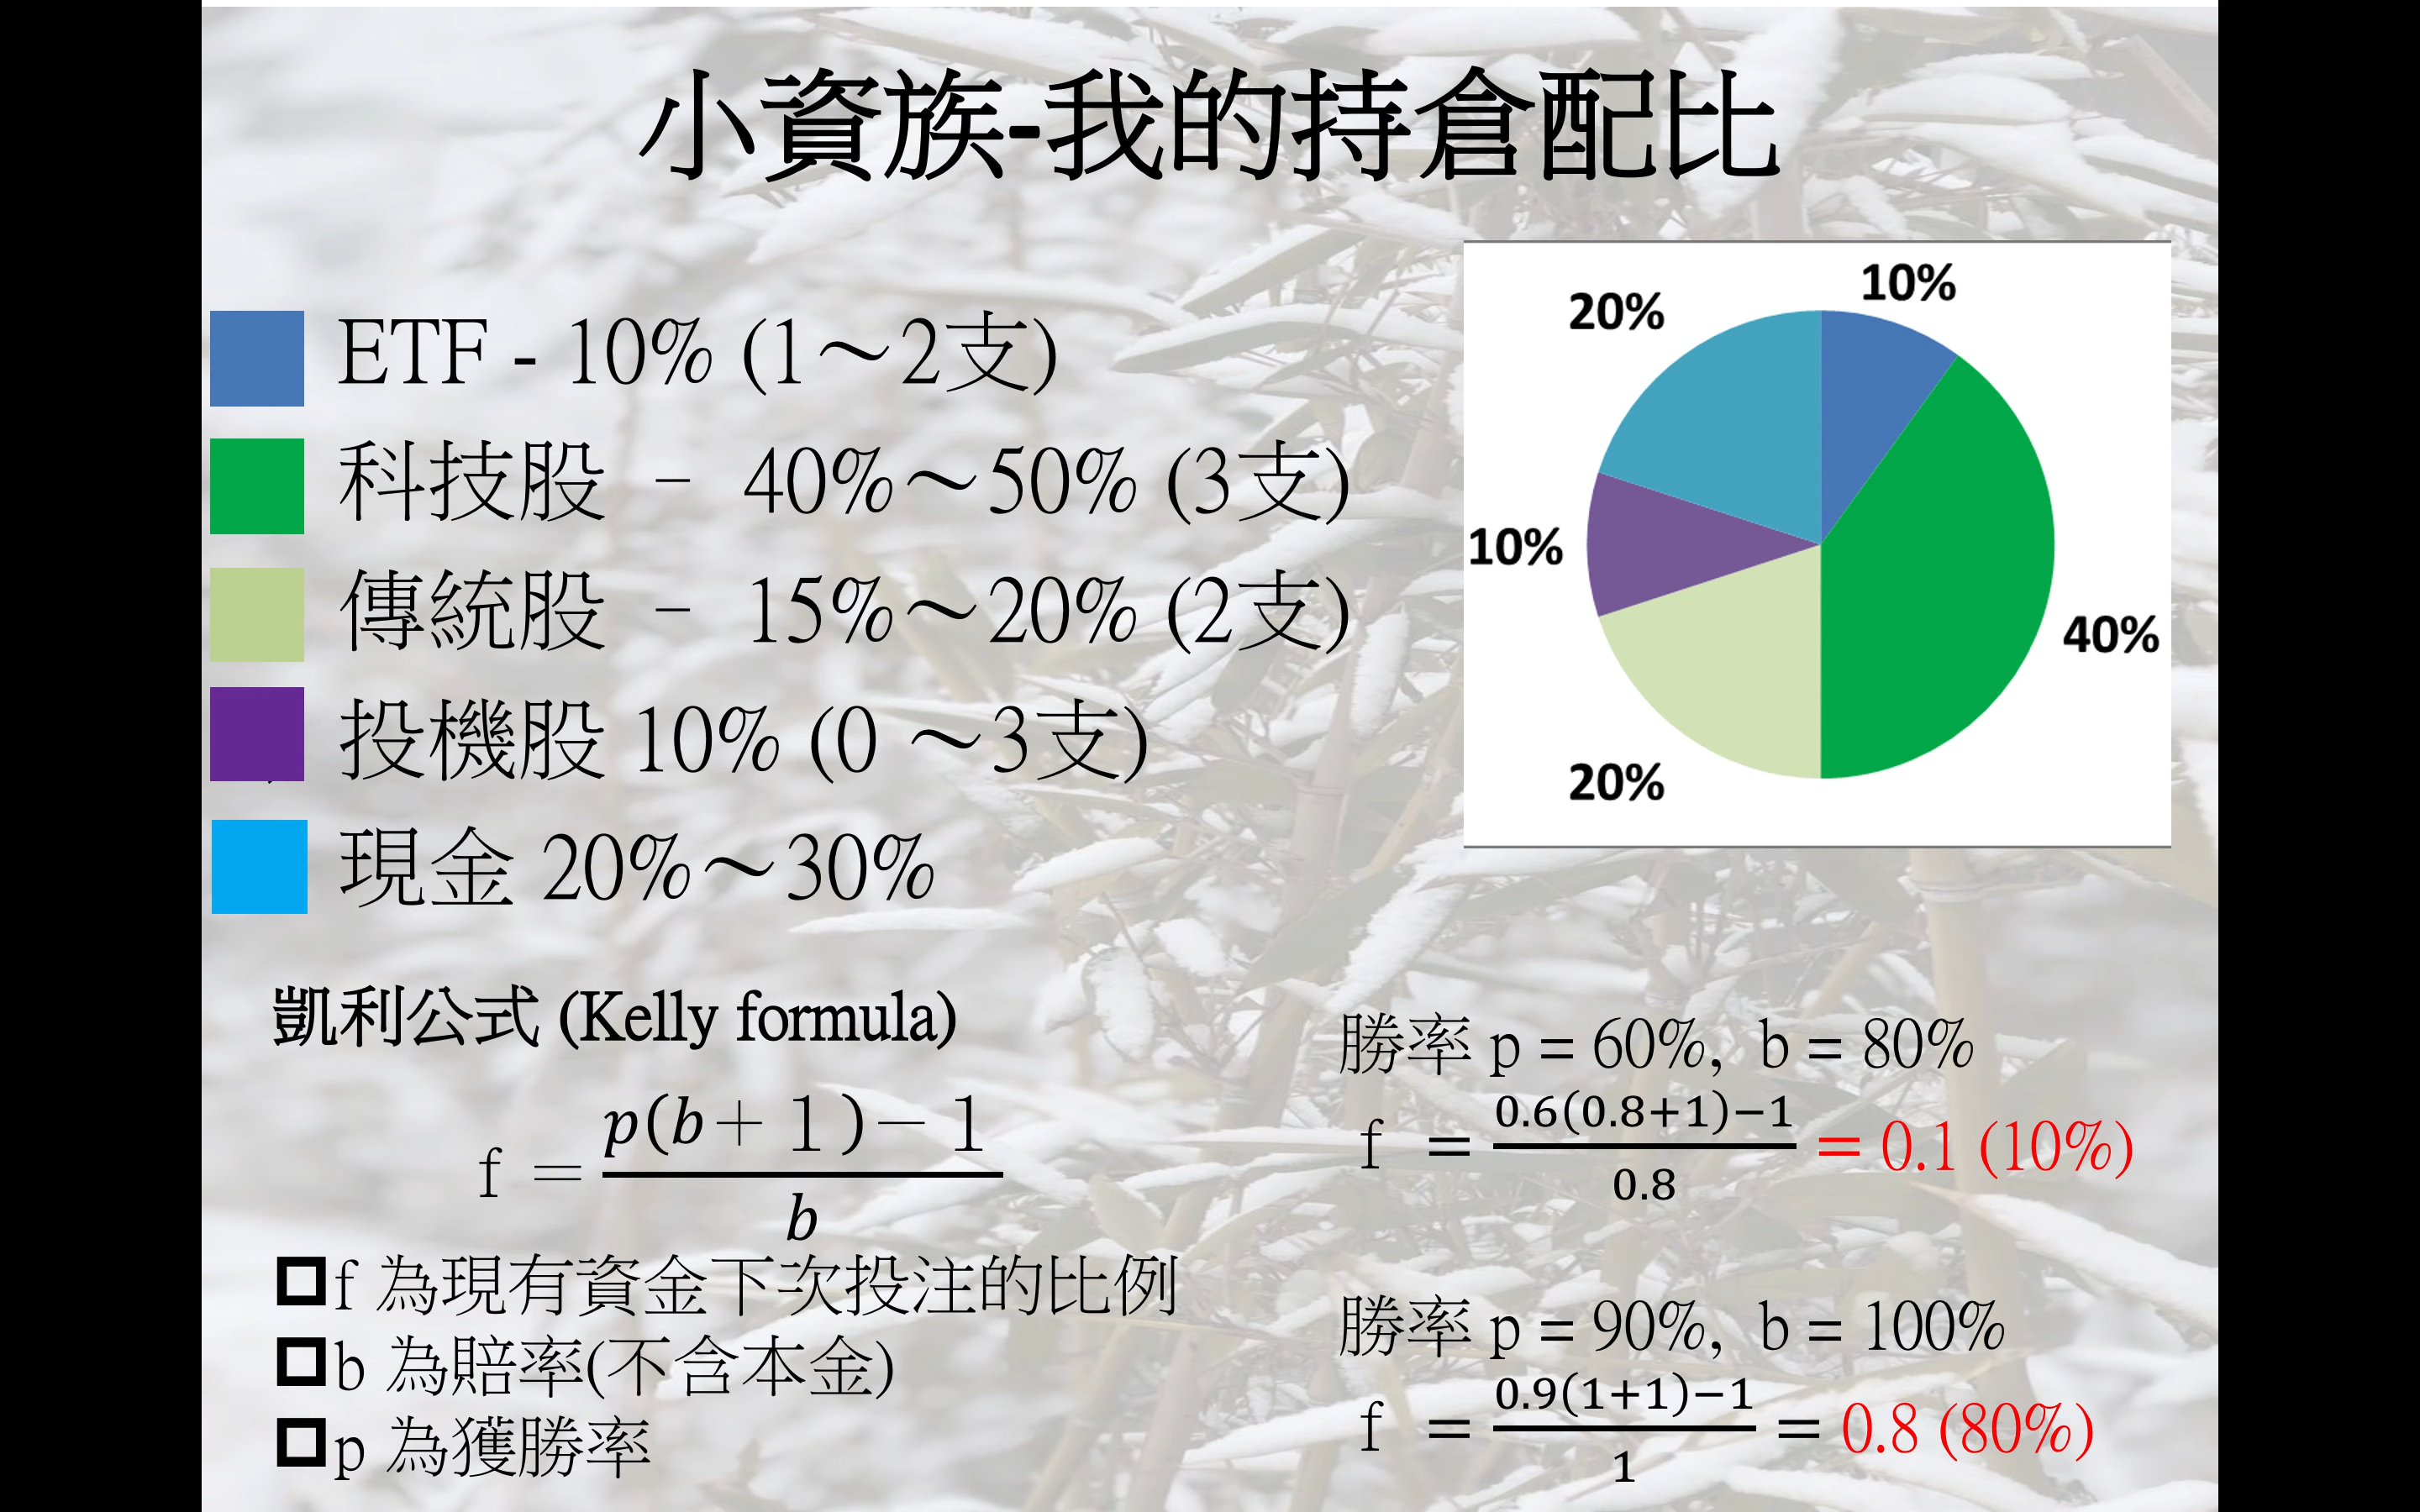 小資族-我的持倉配比
ETF - 10% (1～2支)
科技股 – 40%～50% (3支)
傳統股 – 15%～20% (2支)
投機股 10% (0 ～3支)
現金 20%～30%
10%
20%
10%
40%
20%
凱利公式 (Kelly formula)
f = \frac{p(b+1)-1}{b}
f 為現有資金下次投注的比例
b 為賠率(不含本金)
p 為獲勝率
勝率 p = 60%, b = 80%
f = \frac{0.6(0.8+1)-1}{0.8} = 0.1 (10%)
勝率 p = 90%, b = 100%
f = \frac{0.9(1+1)-1}{1} = 0.8 (80%)